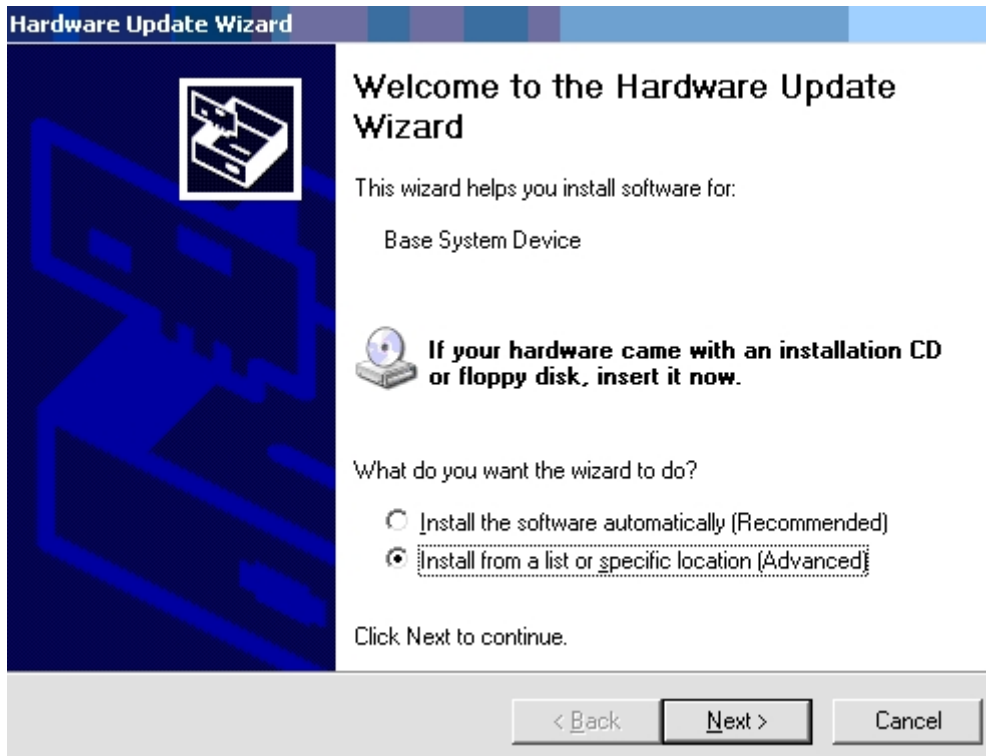 Hardware Update Wizard
Welcome to the Hardware Update
Wizard
This wizard helps you install software for:
Base System Device
If your hardware came with an installation CD
or floppy disk, insert it now.
What do you want the wizard to do?
Install the software automatically (Recommended)
Install from a list or specific location (Advanced)
Click Next to continue.
< Back
Next >
Cancel